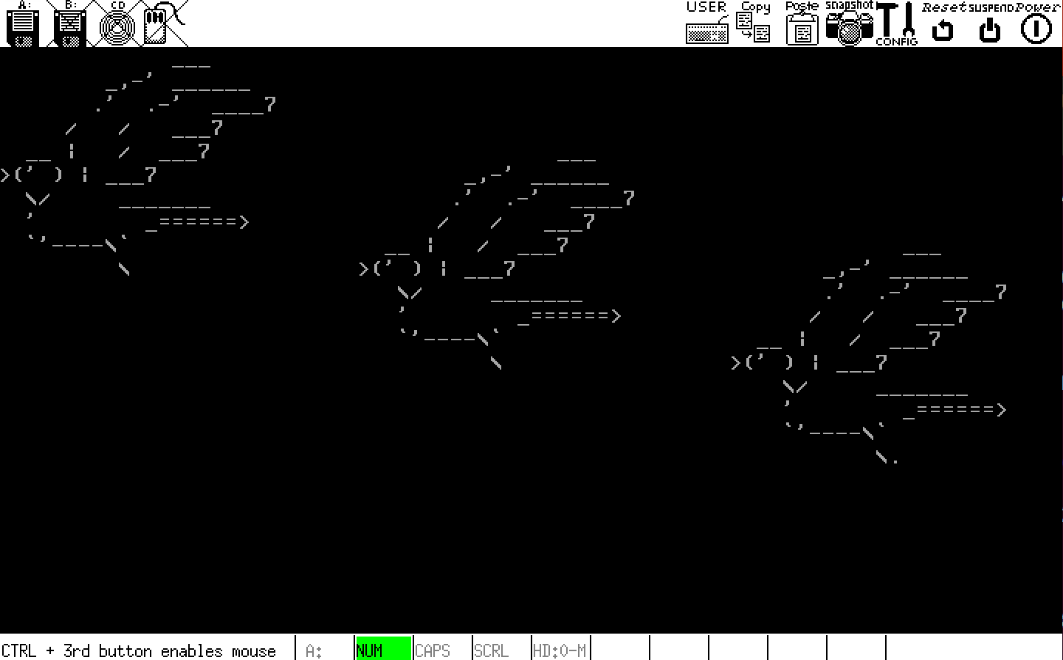 A: B: CD USER Copy Paste snapshot CONFIG Reset SUSPEND Power
CTRL + 3rd button enables mouse A: NUM CAPS SCRL HD:0-M